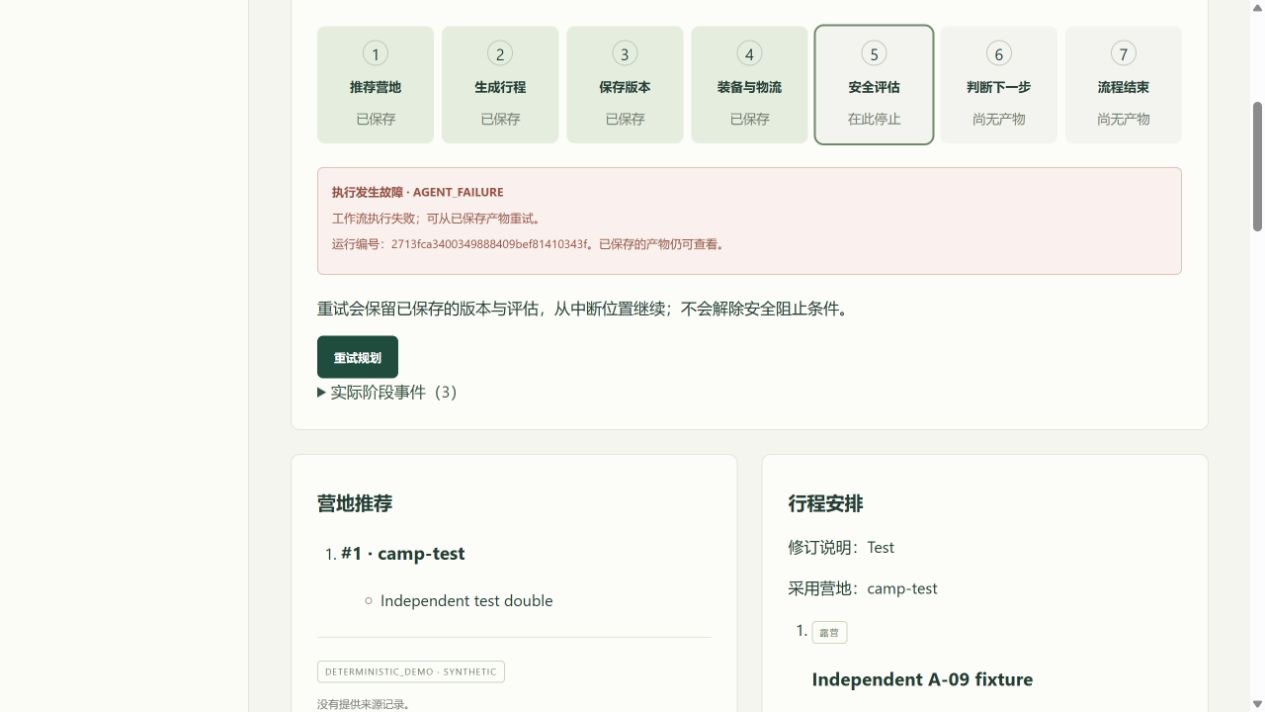 1
推荐营地
已保存
2
生成行程
已保存
3
保存版本
已保存
4
装备与物流
已保存
5
安全评估
在此停止
6
判断下一步
尚无产物
7
流程结束
尚无产物
执行发生故障 · AGENT_FAILURE
工作流执行失败；可从已保存产物重试。
运行编号：2713fca3400349888409bef81410343f。已保存的产物仍可查看。
重试会保留已保存的版本与评估，从中断位置继续；不会解除安全阻止条件。
重试规划
▶ 实际阶段事件（3）
营地推荐
1. #1 · camp-test
○ Independent test double
DETERMINISTIC_DEMO · SYNTHETIC
没有提供来源记录。
行程安排
修订说明：Test
采用营地：camp-test
1. 露营
Independent A-09 fixture